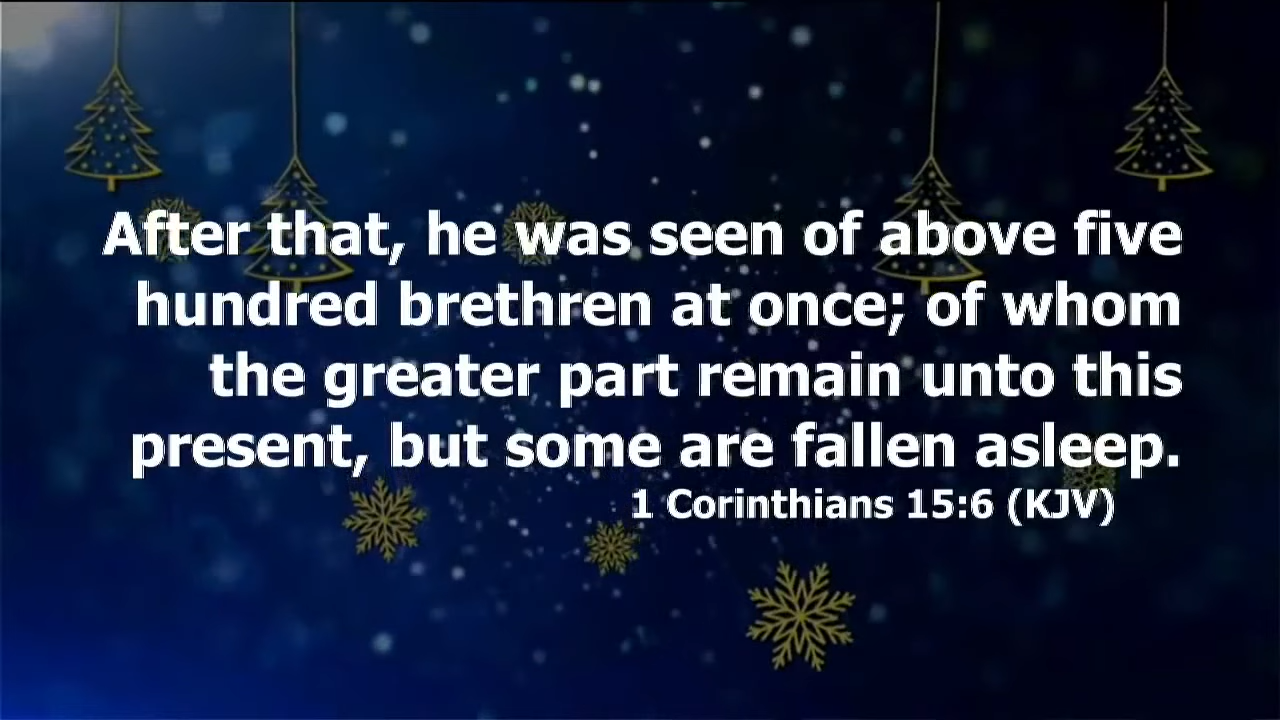 After that, he was seen of above five
hundred brethren at once; of whom
the greater part remain unto this
present, but some are fallen asleep.
1 Corinthians 15:6 (KJV)